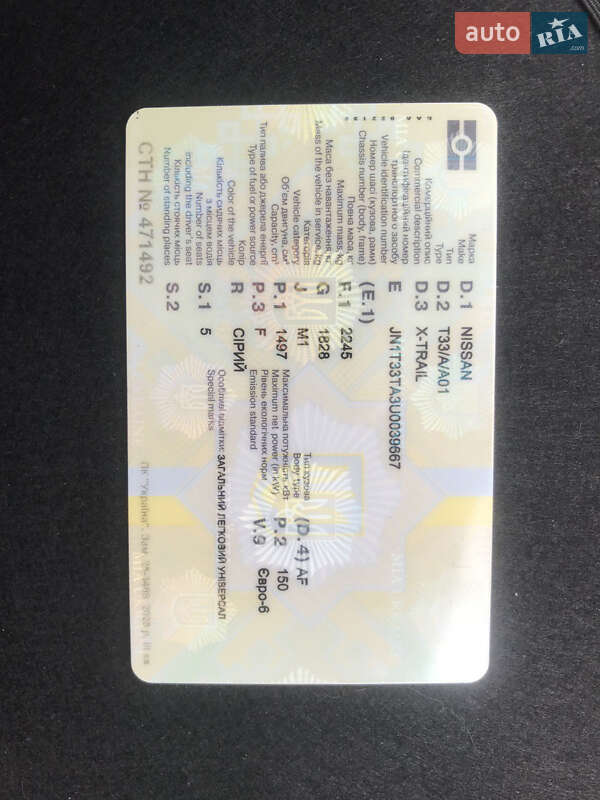 auto RIA .com
Марка D.1 NISSAN
Make
Тип D.2 T33/A/A01
Type
Комерційний опис D.3 X-TRAIL
Commercial description
Ідентифікаційний номер E JN1T33TA3U0039667
транспортного засобу
Vehicle identification number
Номер шасі (кузова, рами) (E.1)
Chassis number (body, frame)
Повна маса, кг F.1 2245
Maximum mass, kg
Маса без навантаження, кг G 1828
Mass of the vehicle in service, kg
Категорія J M1 Тип кузова (D.4) AF
Vehicle category Body type
Об'єм двигуна, см³ P.1 1497 Максимальна потужність кВт P.2 150
Capacity, cm³ Maximum net power (in kW)
Тип палива або джерела енергії P.3 F Рівень екологічних норм V.9 Євро-6
Type of fuel or power source Emission standard
Колір R СІРИЙ
Color of the vehicle
Кількість сидячих місць S.1 5 Особливі відмітки: ЗАГАЛЬНИЙ ЛЕГКОВИЙ УНІВЕРСАЛ
з місцем водія Special marks
Number of seats
including the driver's seat
Кількість стоячих місць S.2
Number of standing places
СТН № 471492
ПК "Україна".